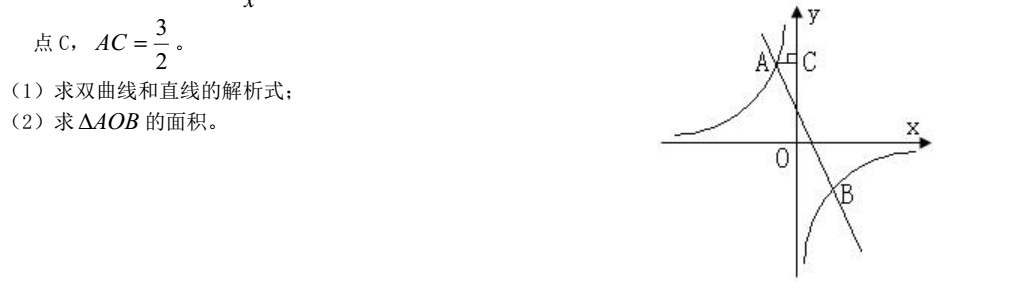 x
点 C， AC = 3/2 。
（1）求双曲线和直线的解析式；
（2）求 ΔAOB 的面积。
y
A C
x
O
B